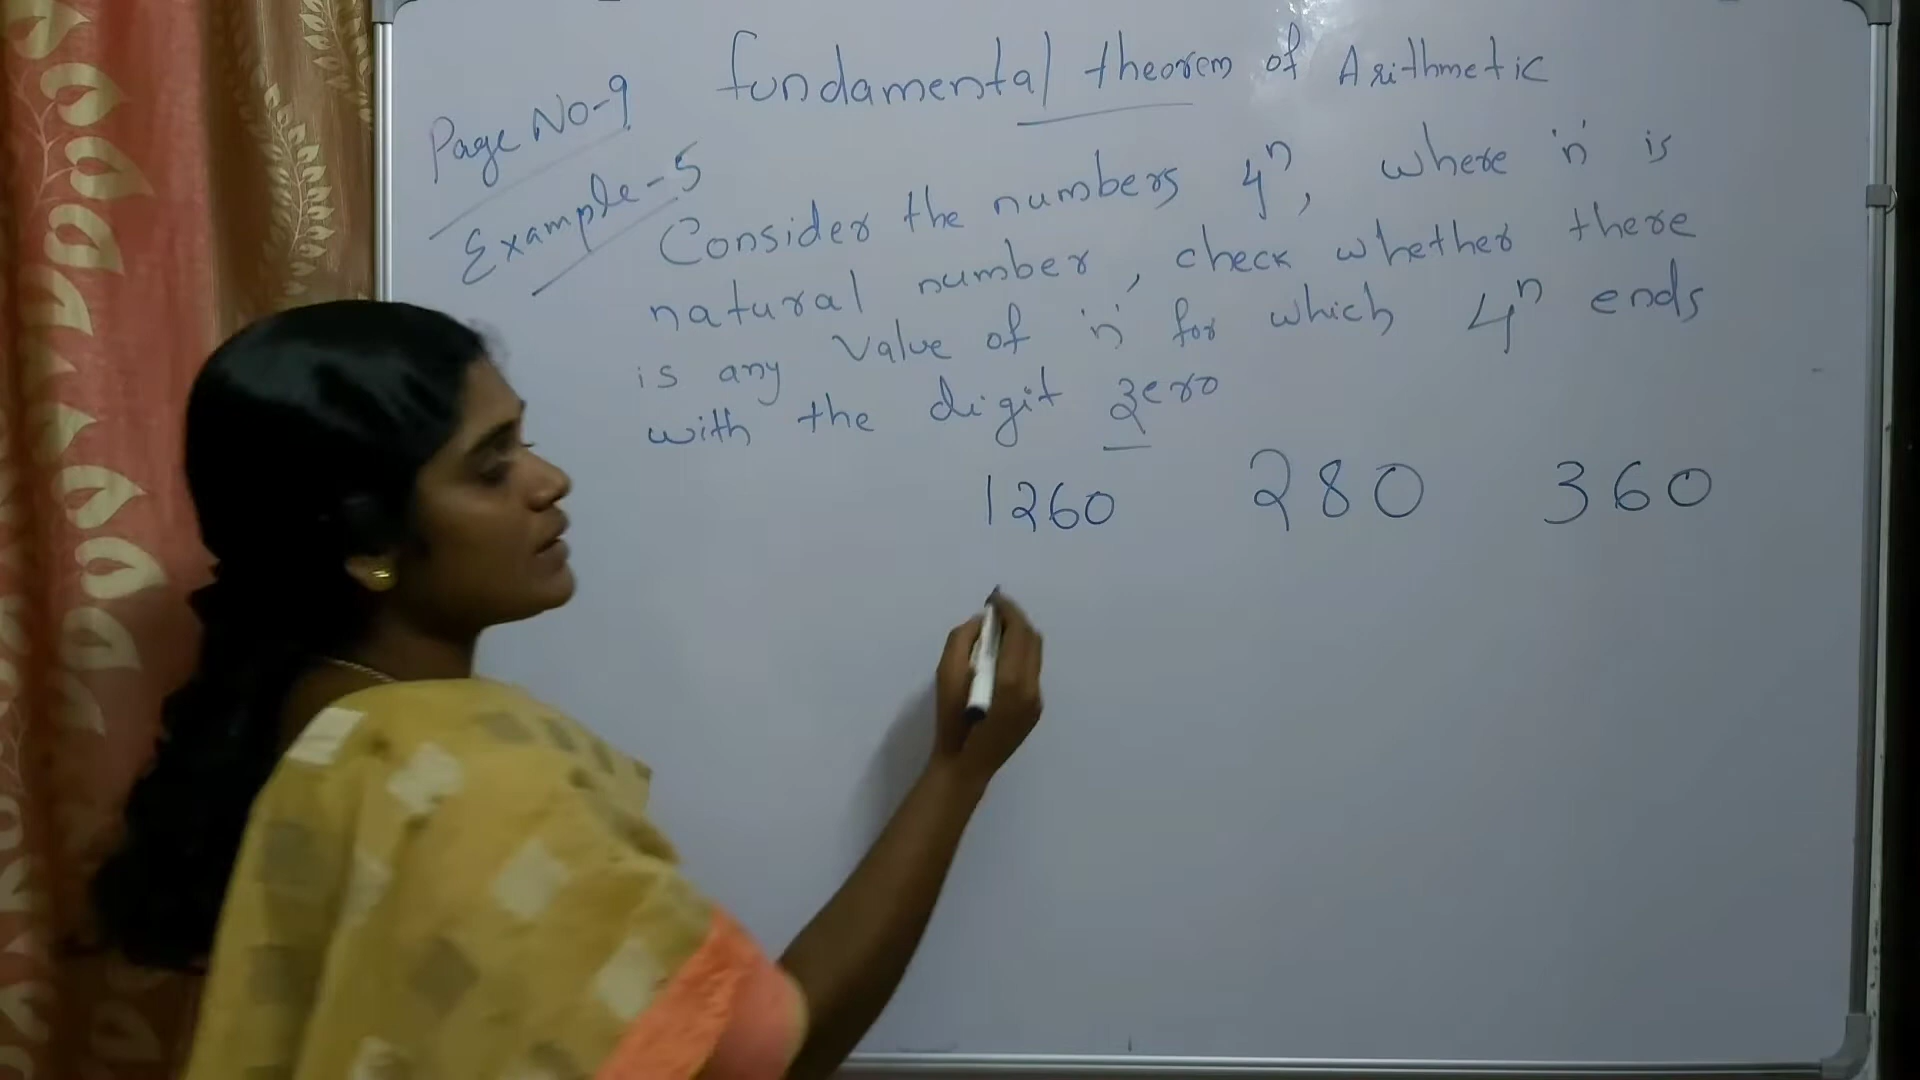 Fundamental theorem of Arithmetic
Page No-9
Example-5
Consider the numbers 4ⁿ, where 'n' is
natural number, check whether there
is any value of 'n' for which 4ⁿ ends
with the digit zero
1260 280 360